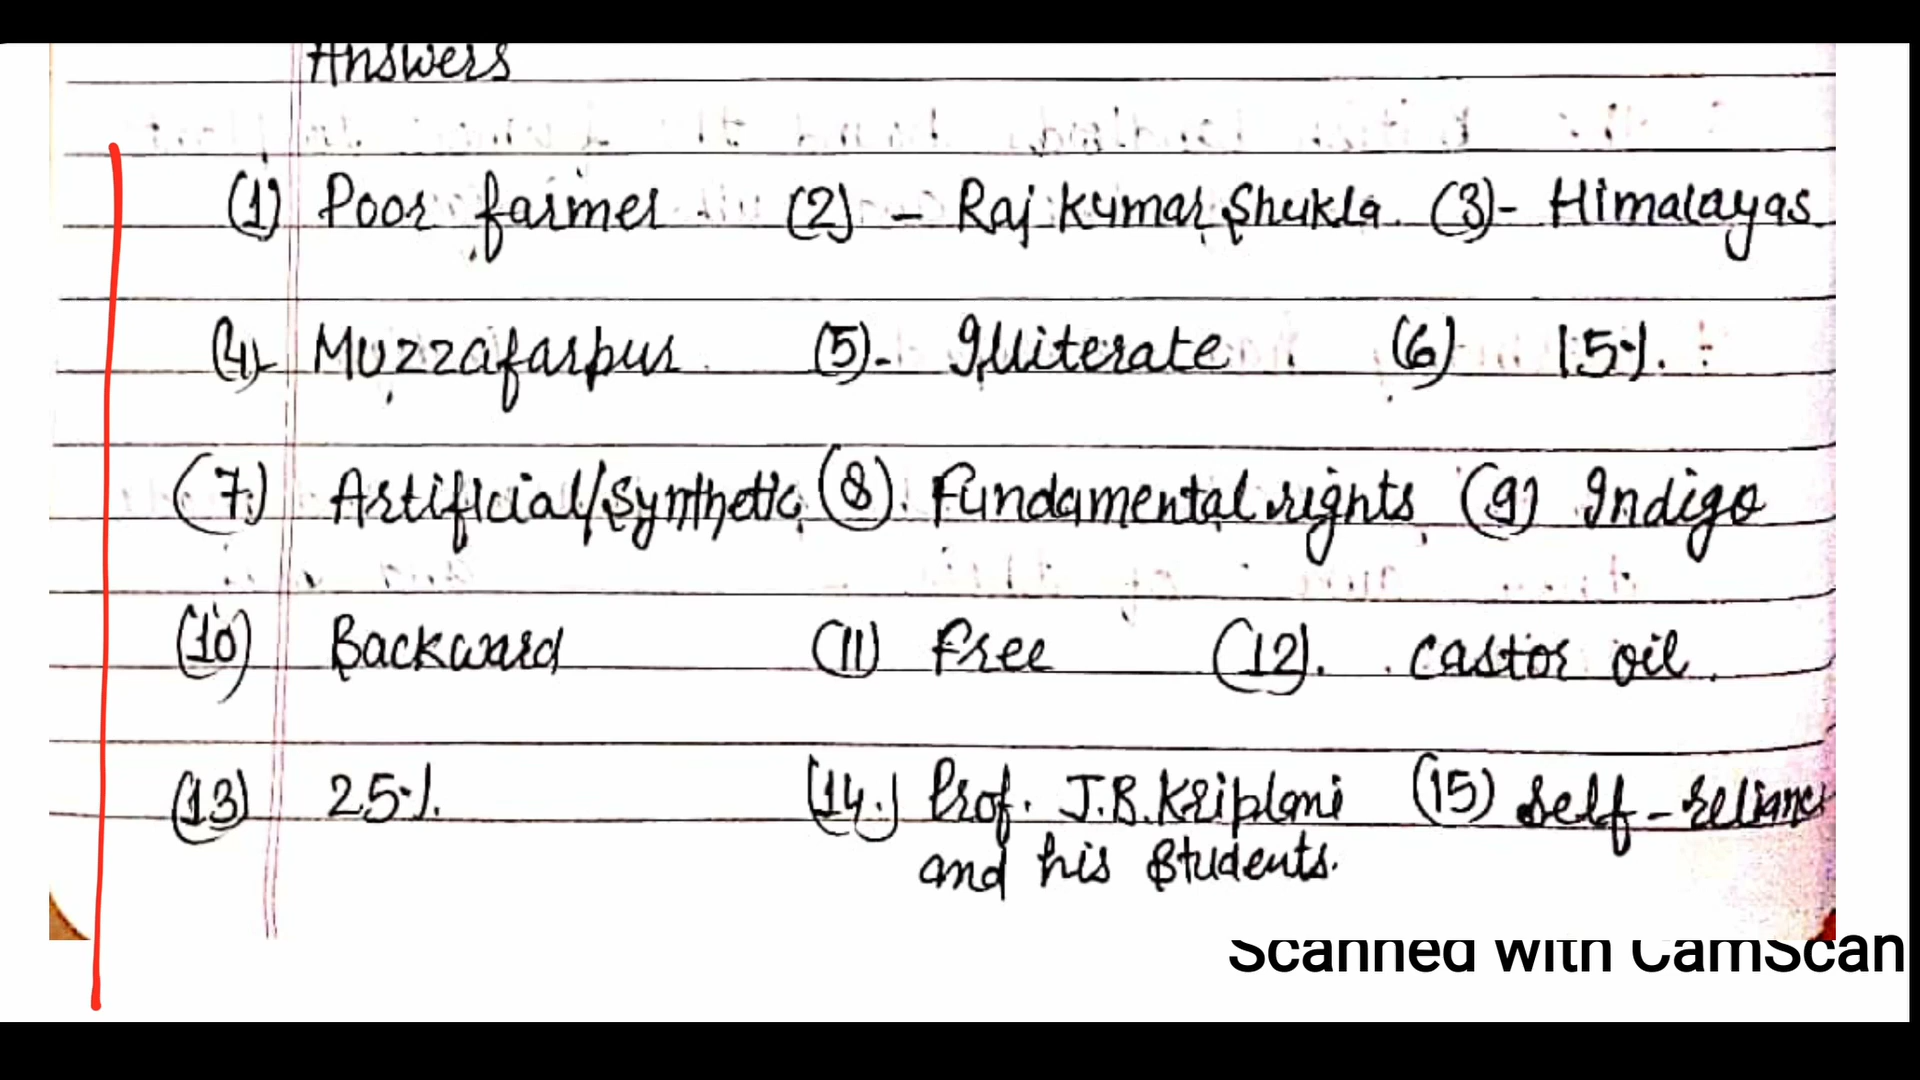 Answers
(1) Poor farmer (2) - Raj Kumar Shukla. (3)- Himalayas
(4)- Muzzafarpur (5)- Illiterate (6) 15%.
(7.) Artificial/Synthetic (8). Fundamental rights (9) Indigo
(10) Backward (11) Free (12). castor oil.
(13) 25%. (14.) Prof. J.B. Kriplani (15) Self-reliance
and his students.
Scanned with CamScan